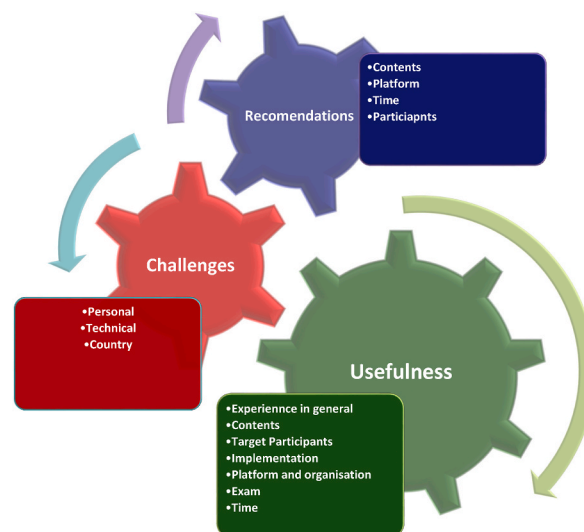 Recomendations
•Contents
•Platform
•Time
•Particiapnts
Challenges
•Personal
•Technical
•Country
Usefulness
•Experiennce in general
•Contents
•Target Participants
•Implementation
•Platform and organisation
•Exam
•Time